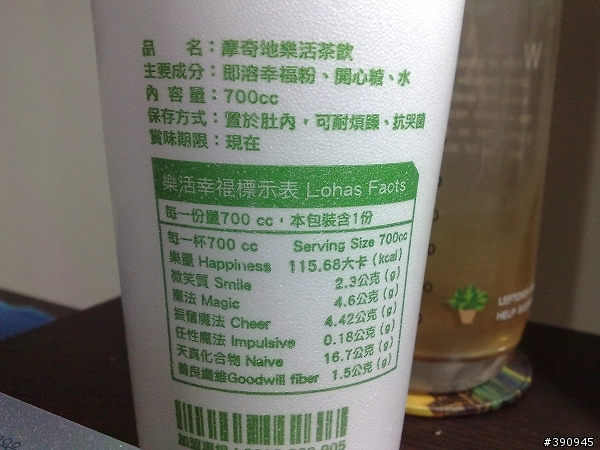 品　　名：摩奇地樂活茶飲
主要成分：即溶幸福粉、開心糖、水
內 容 量：700cc
保存方式：置於肚內，可耐煩躁、抗哭菌
賞味期限：現在
樂活幸福標示表 Lohas Facts
每一份量700 cc，本包裝含1份
每一杯700 cc Serving Size 700cc
樂量 Happiness 115.68大卡(kcal)
微笑質 Smile 2.3公克(g)
魔法 Magic 4.6公克(g)
振奮魔法 Cheer 4.42公克(g)
任性魔法 Impulsive 0.18公克(g)
天真化合物 Naive 16.7公克(g)
善良纖維Goodwill fiber 1.5公克(g)
加盟專線
W
LEFTO
HELP
#390945